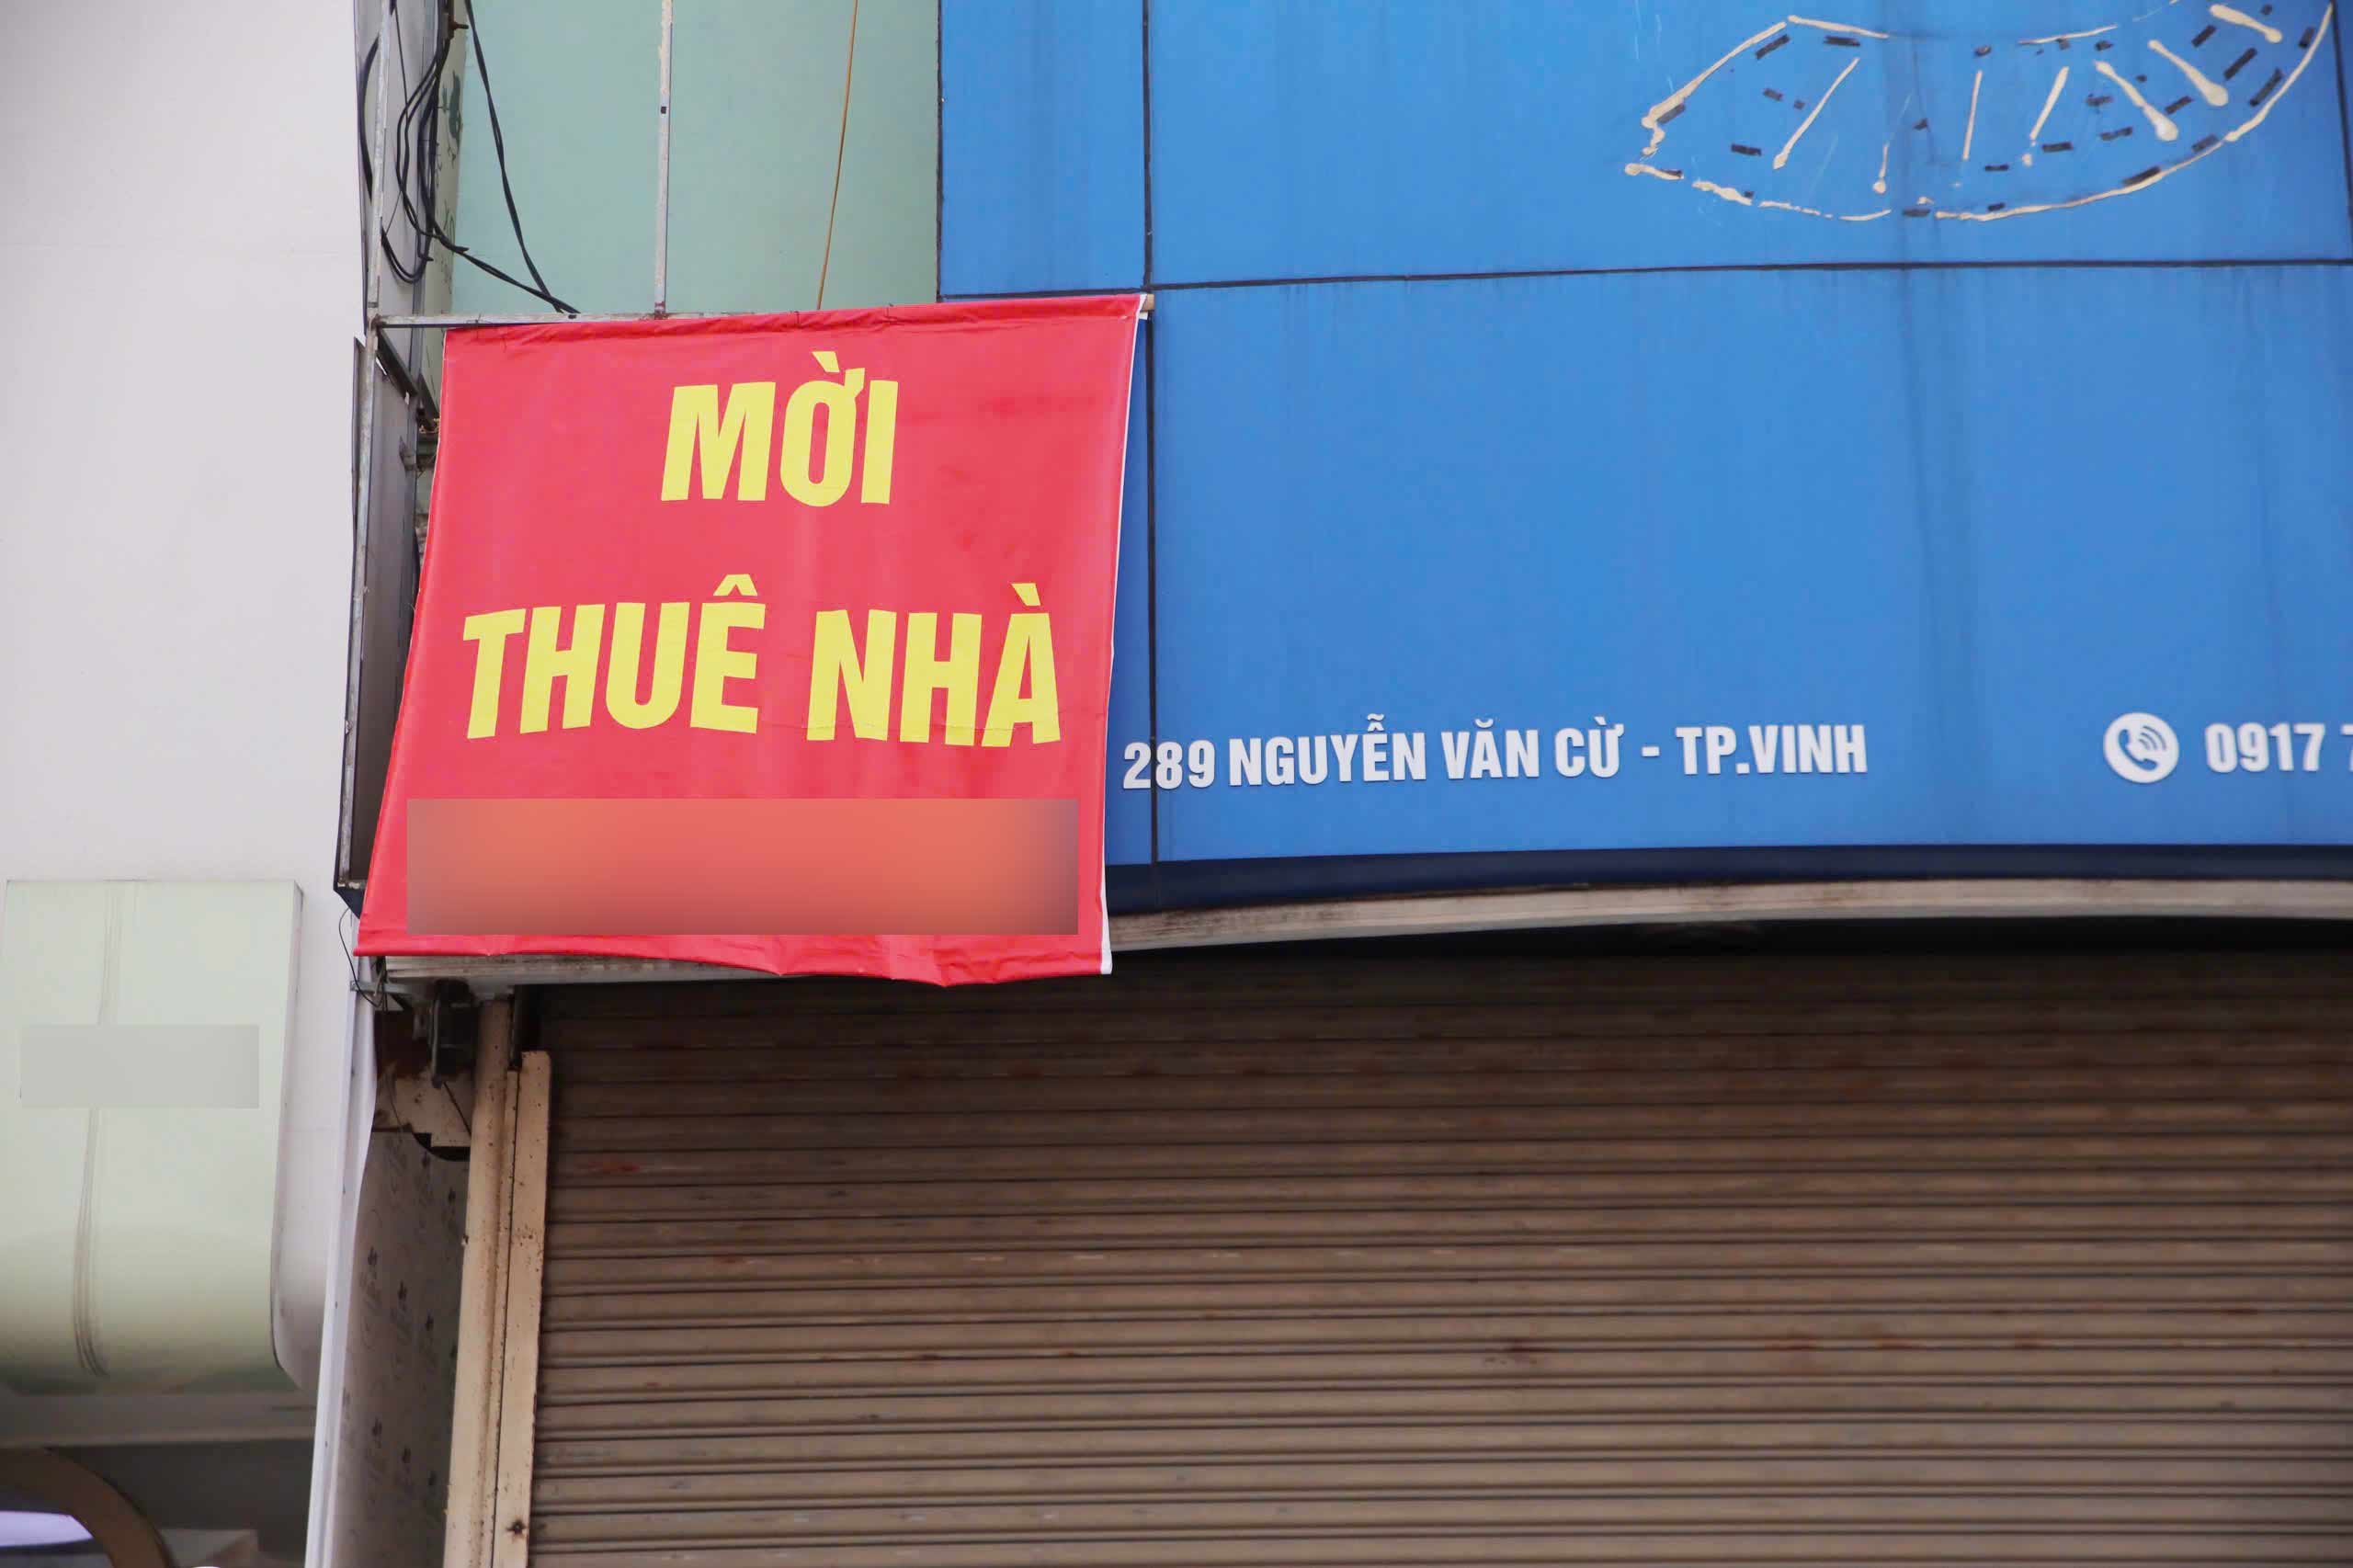 MỜI
THUÊ NHÀ
289 NGUYỄN VĂN CỪ - TP.VINH
0917